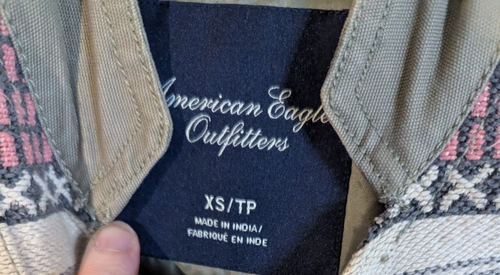 American Eagle
Outfitters
XS/TP
MADE IN INDIA/
FABRIQUÉ EN INDE